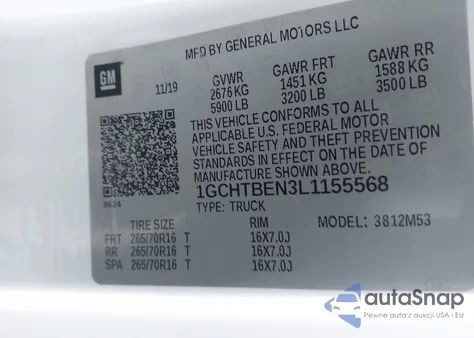 MFD BY GENERAL MOTORS LLC
GM
11/19
GVWR GAWR FRT GAWR RR
2676 KG 1451 KG 1588 KG
5900 LB 3200 LB 3500 LB
THIS VEHICLE CONFORMS TO ALL
APPLICABLE U.S. FEDERAL MOTOR
VEHICLE SAFETY AND THEFT PREVENTION
STANDARDS IN EFFECT ON THE DATE OF
MANUFACTURE SHOWN ABOVE.
1GCHTBEN3L1155568
9624
TYPE: TRUCK
MODEL: 3812M53
TIRE SIZE RIM
FRT 265/70R16 T 16X7.0J
RR 265/70R16 T 16X7.0J
SPA 265/70R16 T 16X7.0J
autoSnap
Pewne auta z aukcji USA i EU